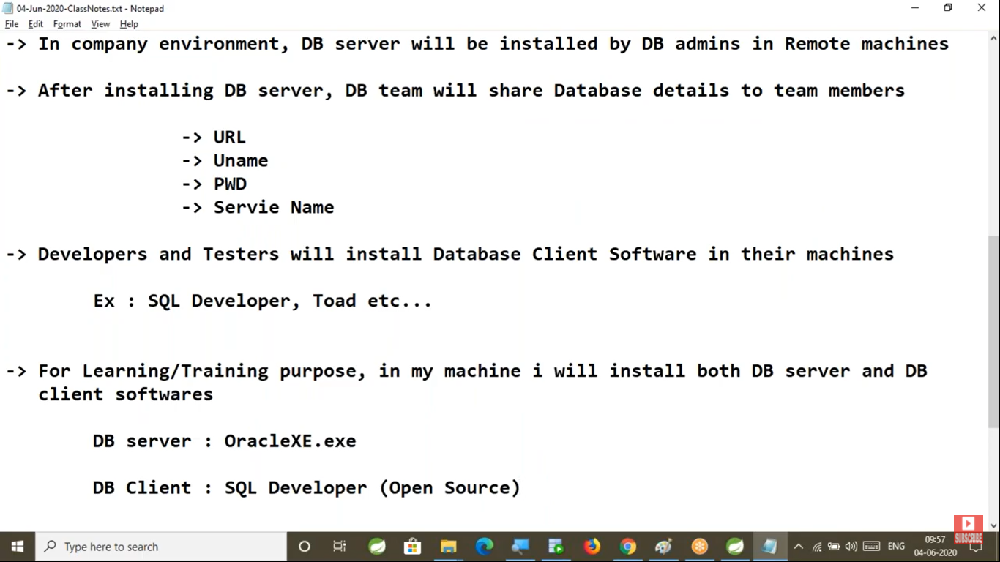 04-Jun-2020-ClassNotes.txt - Notepad
File Edit Format View Help
-> In company environment, DB server will be installed by DB admins in Remote machines
-> After installing DB server, DB team will share Database details to team members
-> URL
-> Uname
-> PWD
-> Servie Name
-> Developers and Testers will install Database Client Software in their machines
Ex : SQL Developer, Toad etc...
-> For Learning/Training purpose, in my machine i will install both DB server and DB
client softwares
DB server : OracleXE.exe
DB Client : SQL Developer (Open Source)
SUBSCRIBE
Type here to search
ENG
09:57
04-06-2020